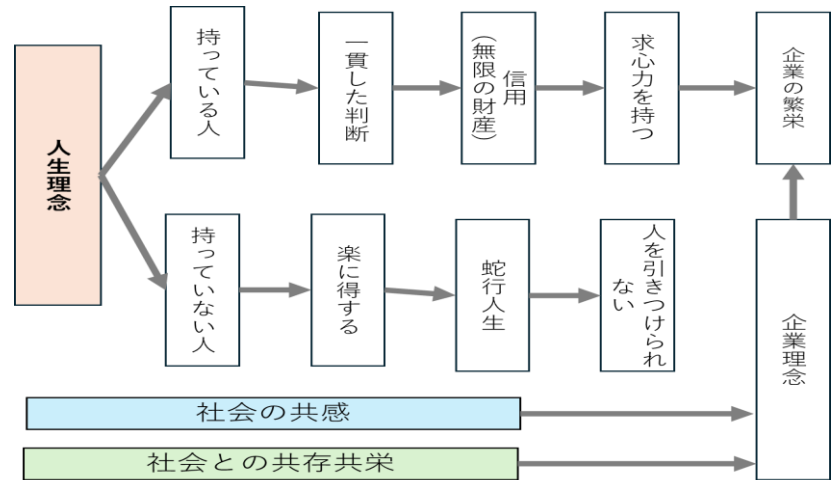 人生理念
持っている人
一貫した判断
信用
(無限の財産)
求心力を持つ
企業の繁栄
持っていない人
楽に得する
蛇行人生
人を引きつけられ
ない
企業理念
社会の共感
社会との共存共栄